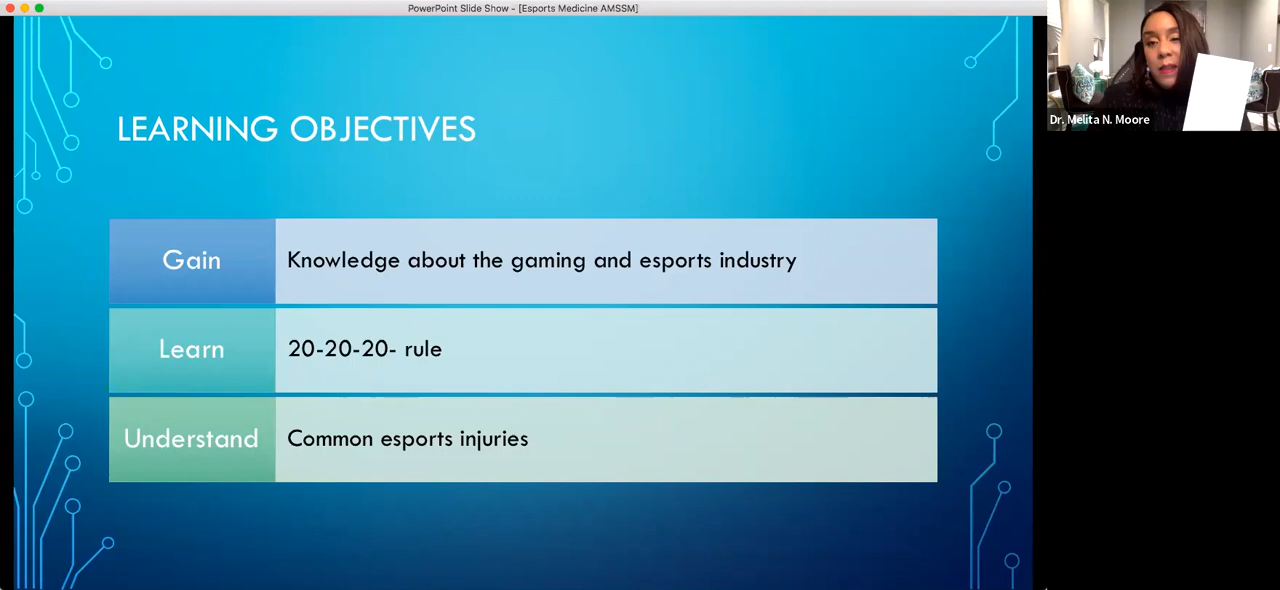 PowerPoint Slide Show - [Esports Medicine AMSSM]
LEARNING OBJECTIVES
Gain
Knowledge about the gaming and esports industry
Learn
20-20-20- rule
Understand
Common esports injuries
Dr. Melita N. Moore